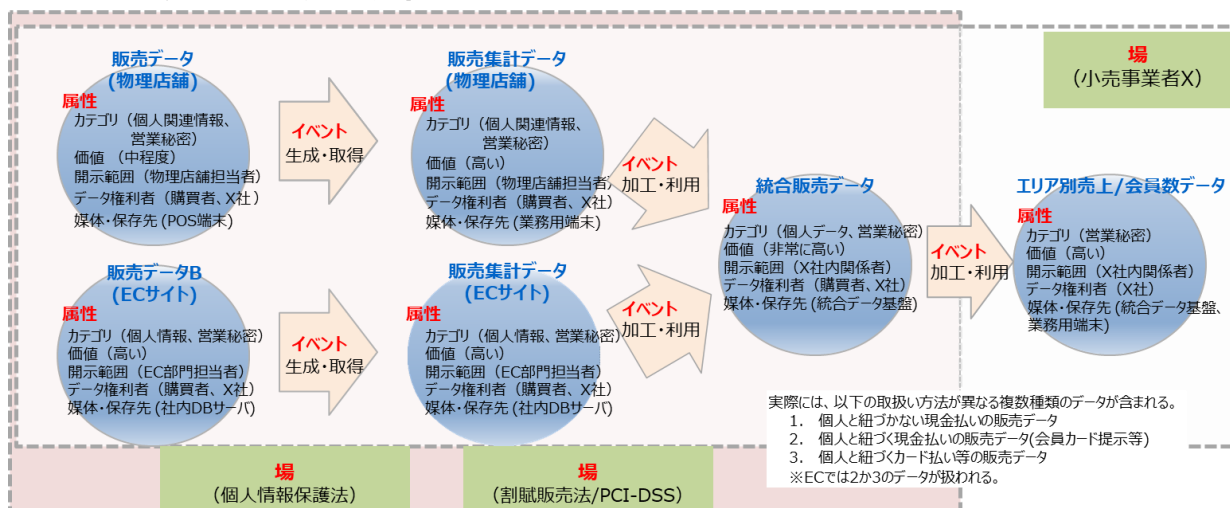 販売データ
(物理店舗)
属性
カテゴリ（個人関連情報、
営業秘密）
価値 （中程度）
開示範囲（物理店舗担当者）
データ権利者（購買者、X社）
媒体・保存先 (POS端末)
イベント
生成・取得
販売集計データ
(物理店舗)
属性
カテゴリ（個人関連情報、
営業秘密）
価値（高い）
開示範囲（物理店舗担当者）
データ権利者（購買者、X社）
媒体・保存先 (業務用端末)
イベント
加工・利用
場
（小売事業者X）
販売データB
(ECサイト)
属性
カテゴリ（個人情報、営業秘密）
価値（高い）
開示範囲（EC部門担当者）
データ権利者（購買者、X社）
媒体・保存先 (社内DBサーバ)
イベント
生成・取得
販売集計データ
(ECサイト)
属性
カテゴリ（個人情報、営業秘密）
価値（高い）
開示範囲（EC部門担当者）
データ権利者（購買者、X社）
媒体・保存先 (社内DBサーバ)
イベント
加工・利用
統合販売データ
属性
カテゴリ（個人データ、営業秘密）
価値（非常に高い）
開示範囲（X社内関係者）
データ権利者（購買者、X社）
媒体・保存先 (統合データ基盤)
イベント
加工・利用
エリア別売上/会員数データ
属性
カテゴリ（営業秘密）
価値（高い）
開示範囲（X社内関係者）
データ権利者（X社）
媒体・保存先 (統合データ基盤、
業務用端末)
実際には、以下の取扱い方法が異なる複数種類のデータが含まれる。
1. 個人と紐づかない現金払いの販売データ
2. 個人と紐づく現金払いの販売データ(会員カード提示等)
3. 個人と紐づくカード払い等の販売データ
※ECでは2か3のデータが扱われる。
場
（個人情報保護法）
場
（割賦販売法/PCI-DSS）